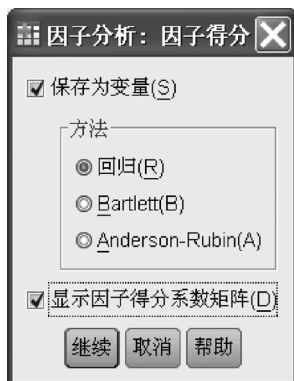 因子分析：因子得分
保存为变量(S)
方法
回归(R)
Bartlett(B)
Anderson-Rubin(A)
显示因子得分系数矩阵(D)
继续 取消 帮助